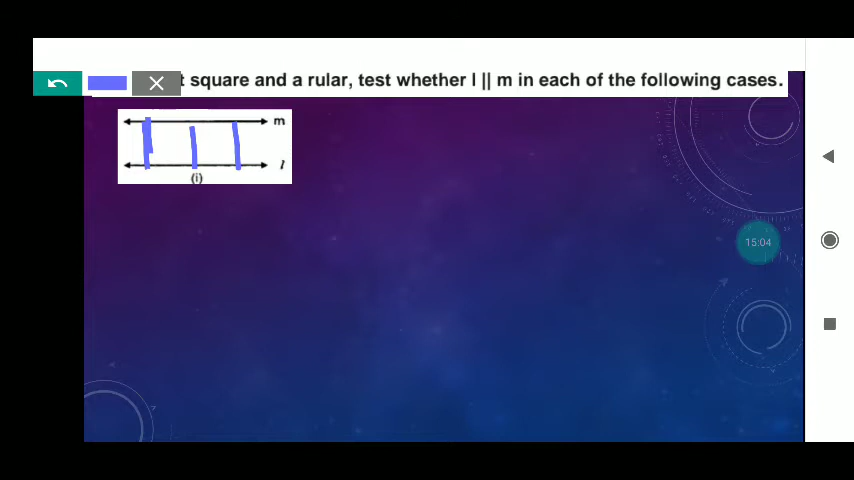 t square and a rular, test whether l || m in each of the following cases.
m
l
(i)
15:04